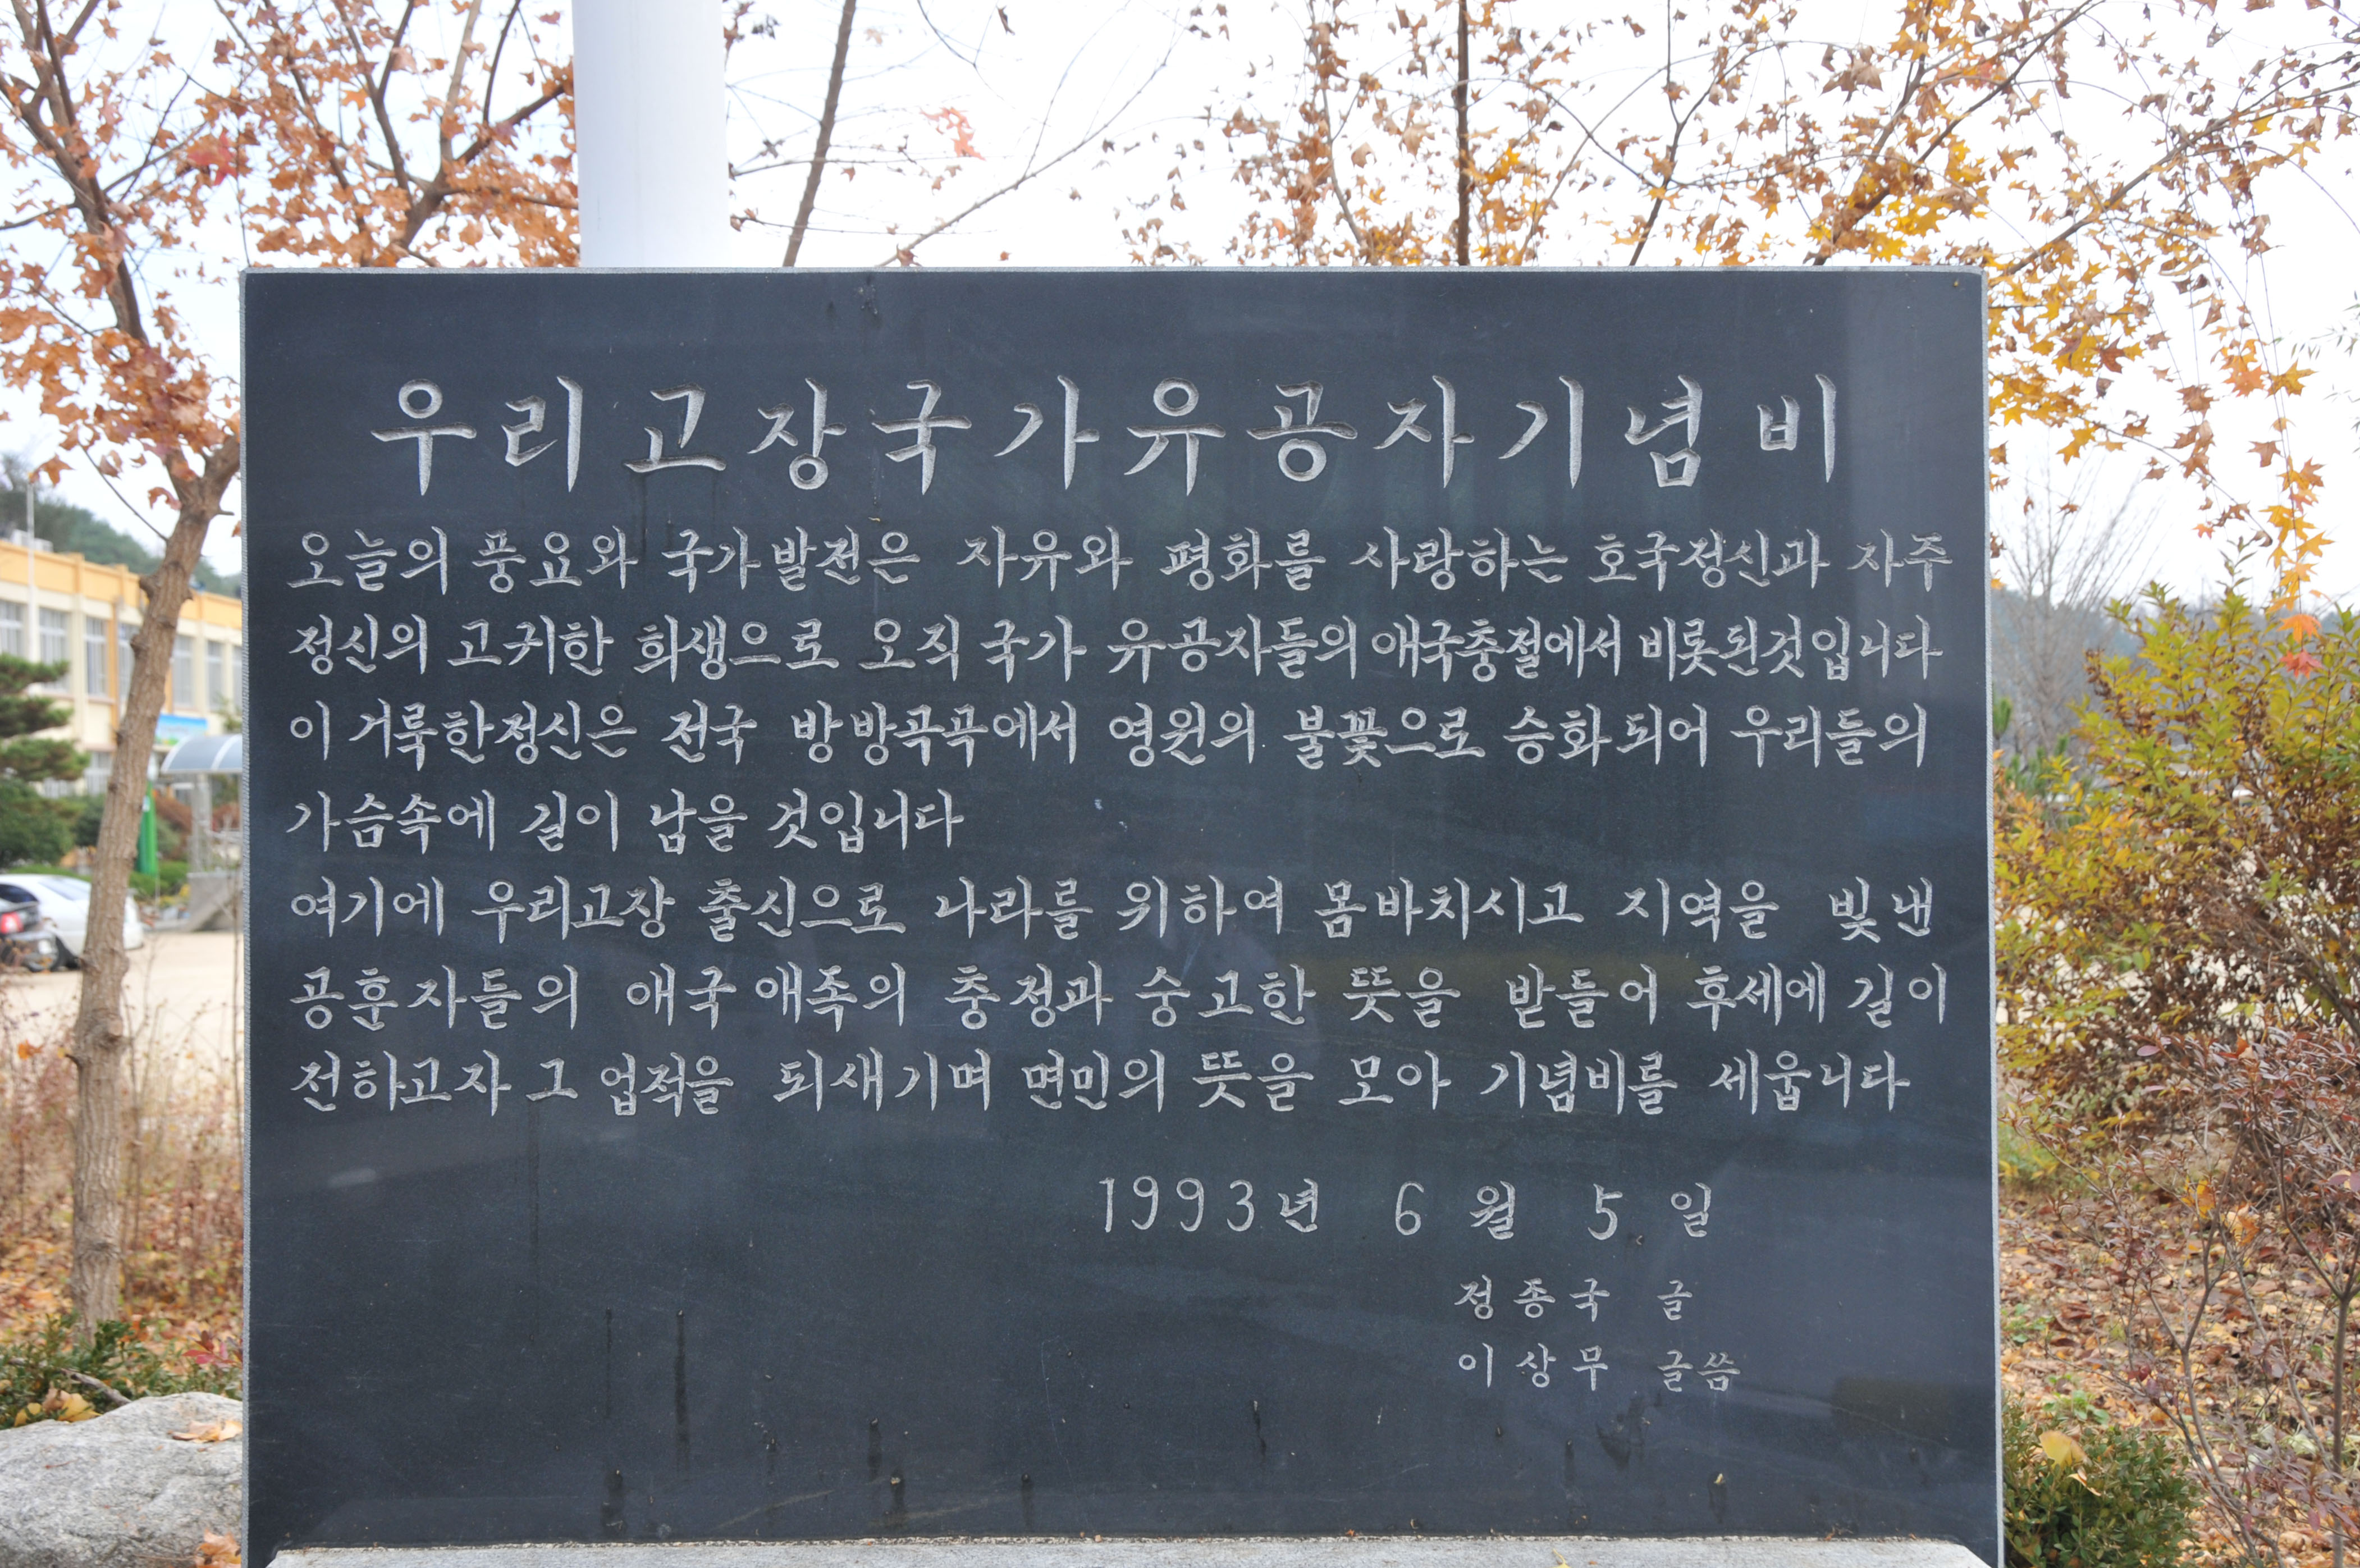 우리고장국가유공자기념비
오늘의 풍요와 국가발전은 자유와 평화를 사랑하는 호국정신과 자주
정신의 고귀한 희생으로 오직 국가 유공자들의 애국충절에서 비롯된것입니다
이 거룩한정신은 전국 방방곡곡에서 영원의 불꽃으로 승화되어 우리들의
가슴속에 길이 남을 것입니다
여기에 우리고장 출신으로 나라를 위하여 몸바치시고 지역을 빛낸
공훈자들의 애국애족의 충정과 숭고한 뜻을 받들어 후세에 길이
전하고자 그 업적을 되새기며 면민의 뜻을 모아 기념비를 세웁니다
1993년 6 월 5 일
정종국 글
이상무 글씀